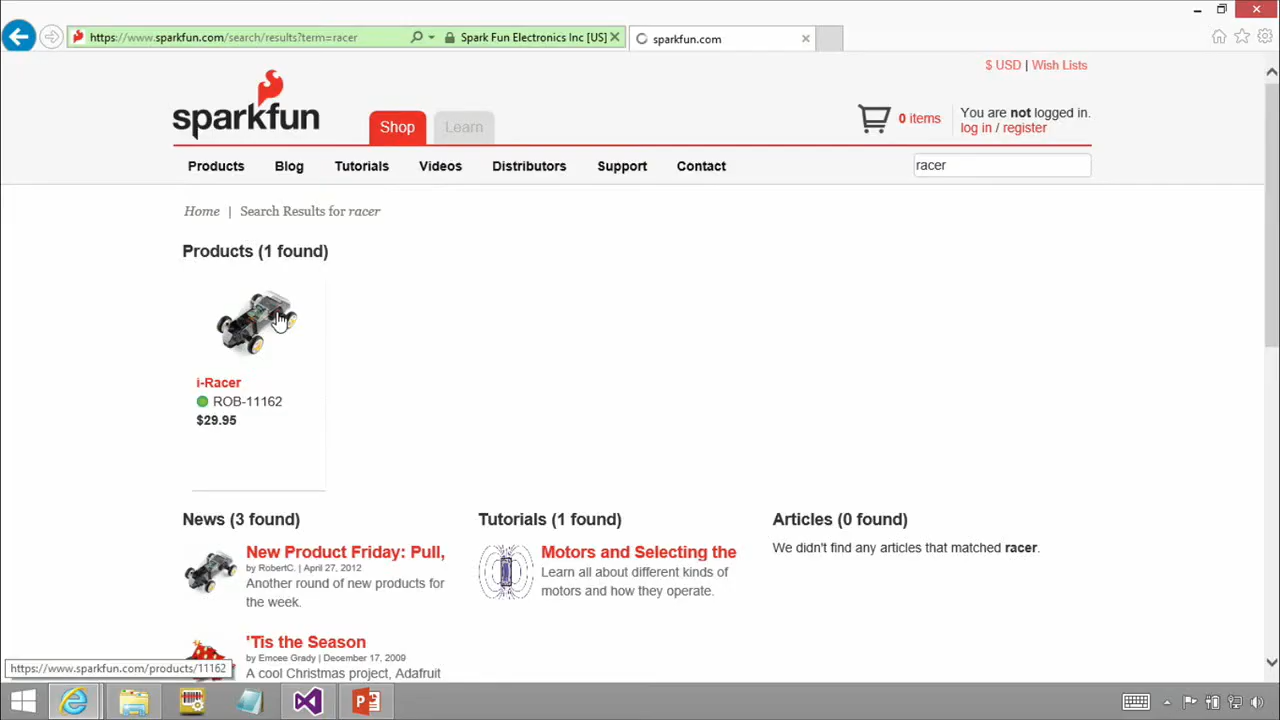 https://www.sparkfun.com/search/results?term=racer
Spark Fun Electronics Inc [US]
sparkfun.com
$ USD | Wish Lists
sparkfun
Shop
Learn
0 items
You are not logged in.
log in / register
Products
Blog
Tutorials
Videos
Distributors
Support
Contact
racer
Home | Search Results for racer
Products (1 found)
i-Racer
ROB-11162
$29.95
News (3 found)
New Product Friday: Pull,
by RobertC. | April 27, 2012
Another round of new products for
the week.
'Tis the Season
by Emcee Grady | December 17, 2009
A cool Christmas project, Adafruit
Tutorials (1 found)
Motors and Selecting the
Learn all about different kinds of
motors and how they operate.
Articles (0 found)
We didn't find any articles that matched racer.
https://www.sparkfun.com/products/11162